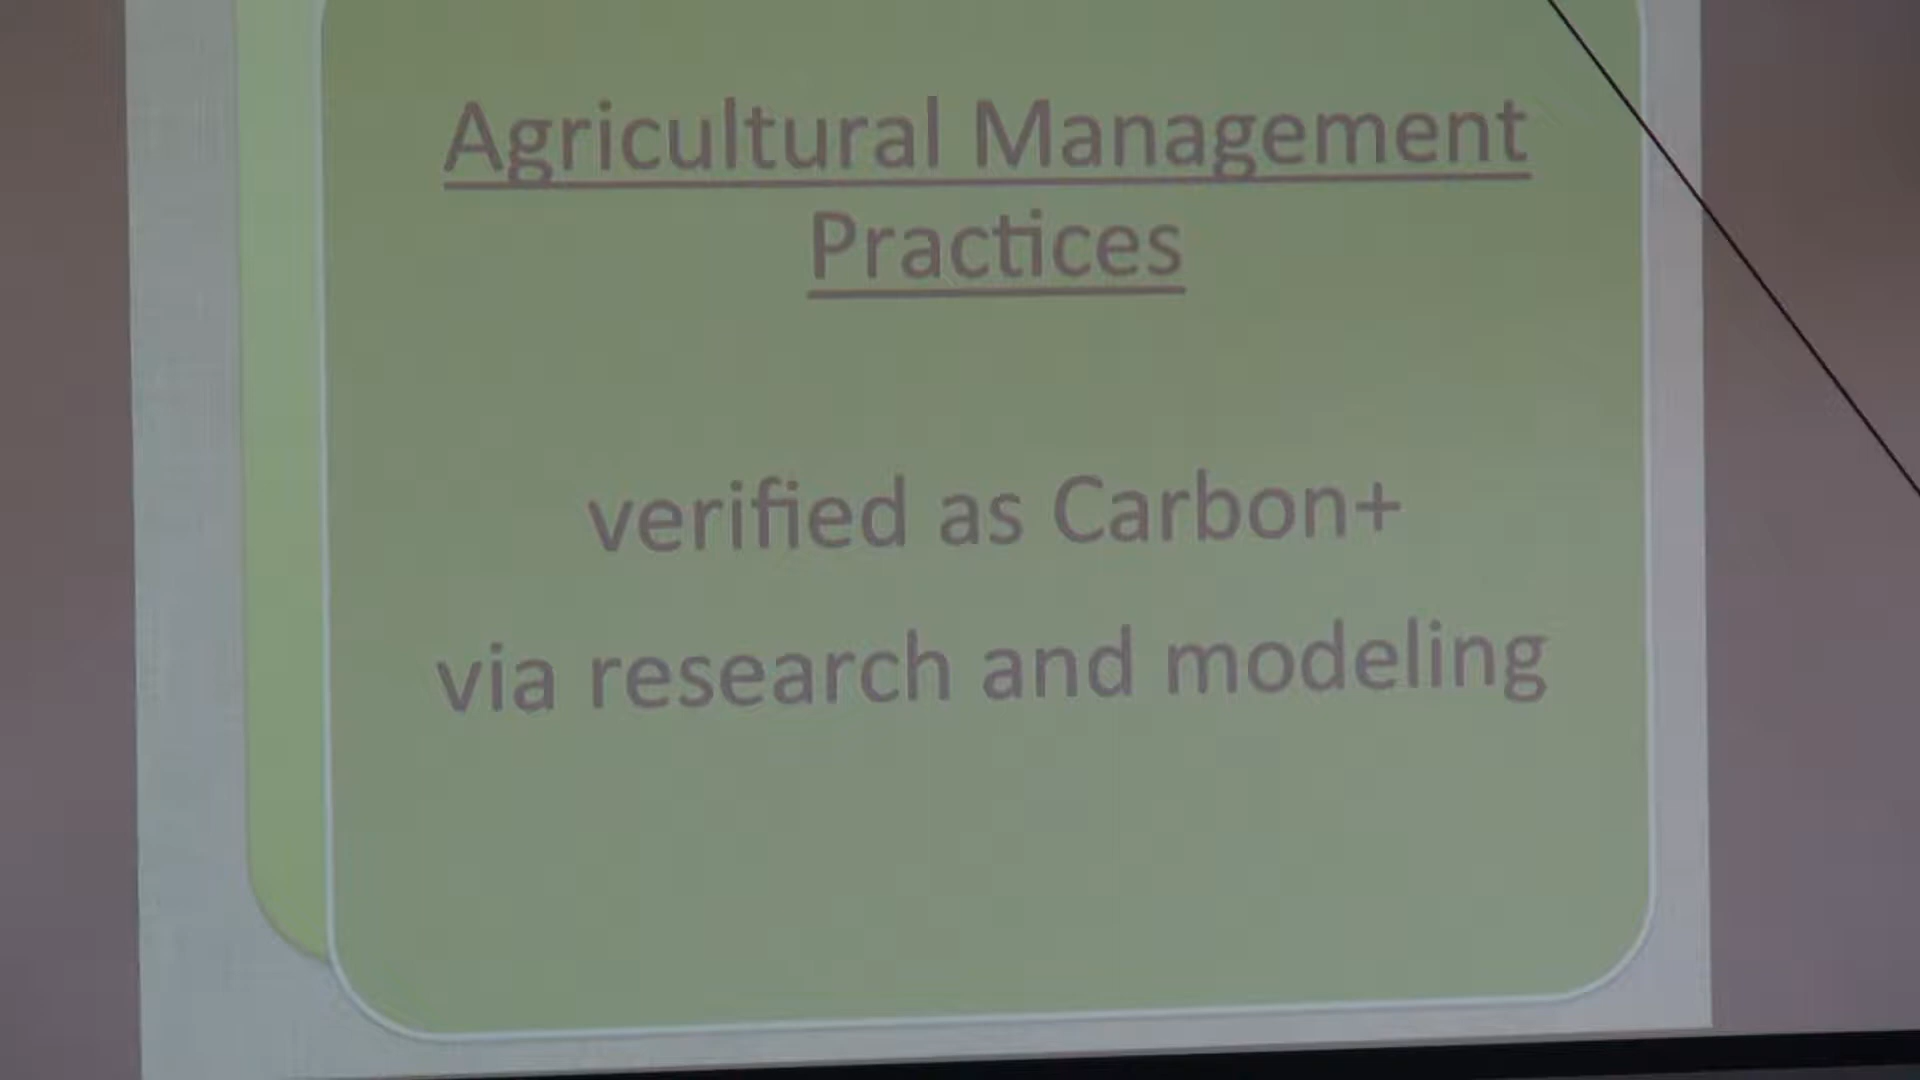 Agricultural Management
Practices
verified as Carbon+
via research and modeling